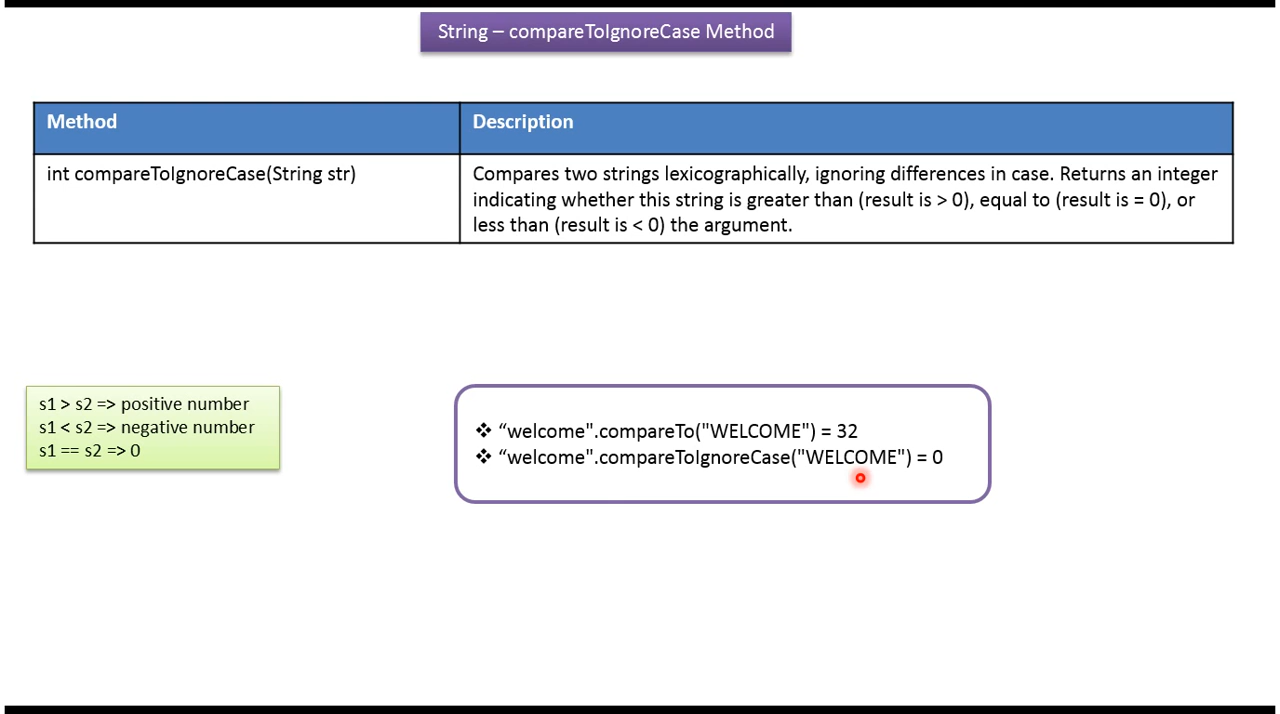 String – compareToIgnoreCase Method
Method
Description
int compareToIgnoreCase(String str)
Compares two strings lexicographically, ignoring differences in case. Returns an integer
indicating whether this string is greater than (result is > 0), equal to (result is = 0), or
less than (result is < 0) the argument.
s1 > s2 => positive number
s1 < s2 => negative number
s1 == s2 => 0
❖ “welcome".compareTo("WELCOME") = 32
❖ “welcome".compareToIgnoreCase("WELCOME") = 0